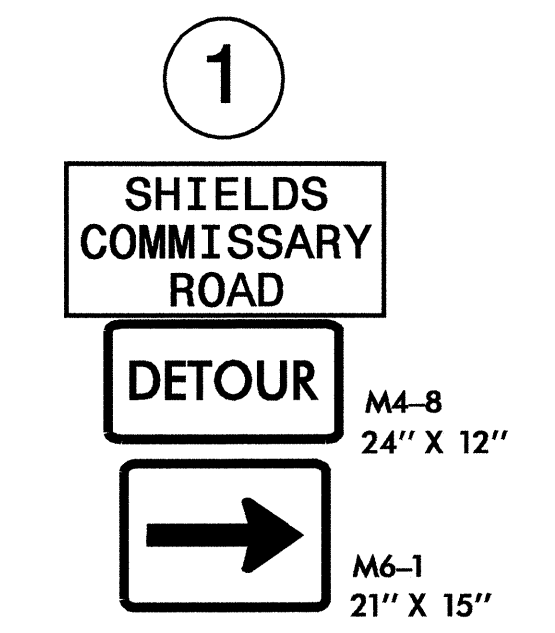 1
SHIELDS
COMMISSARY
ROAD
DETOUR
M4-8
24" X 12"
M6-1
21" X 15"